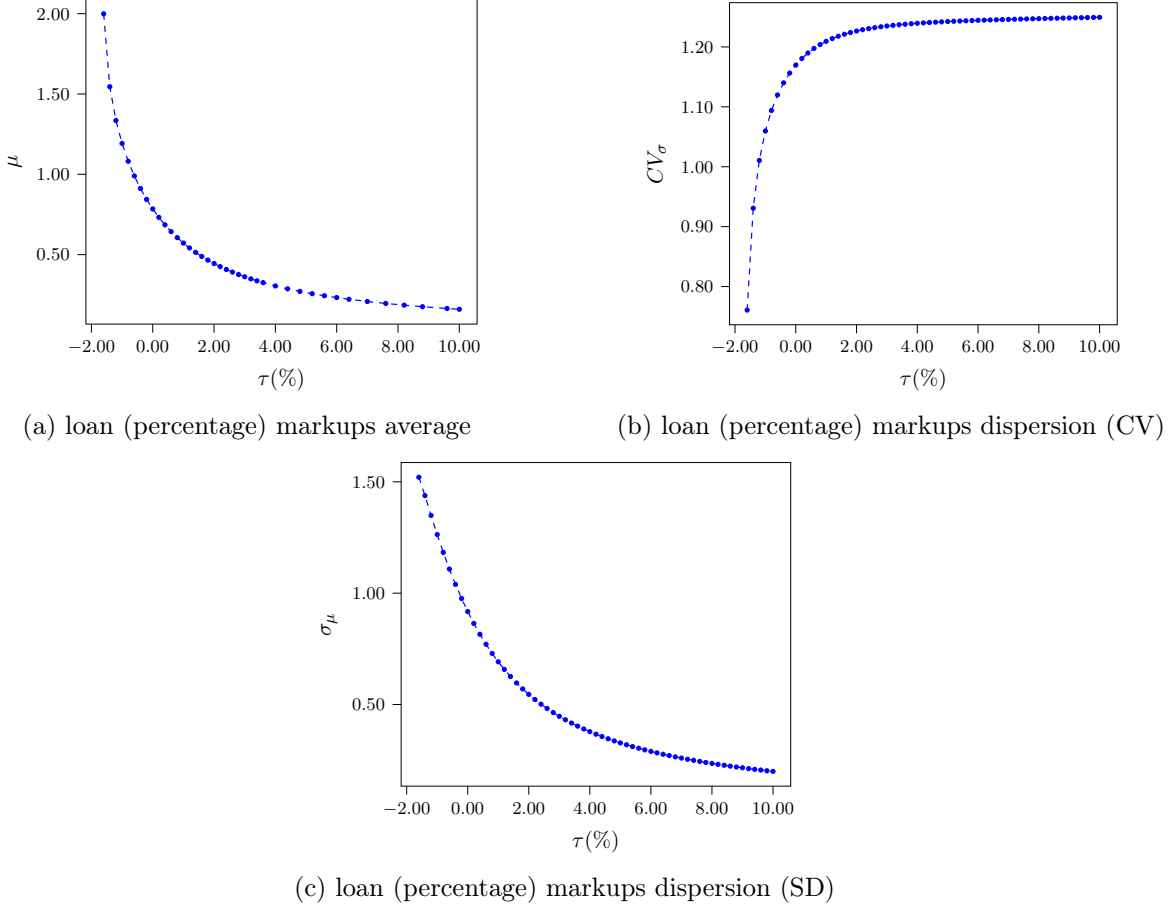 2.00
1.50
1.00
0.50
μ
−2.00 0.00 2.00 4.00 6.00 8.00 10.00
τ(%)
(a) loan (percentage) markups average
1.20
1.10
1.00
0.90
0.80
CVσ
−2.00 0.00 2.00 4.00 6.00 8.00 10.00
τ(%)
(b) loan (percentage) markups dispersion (CV)
1.50
1.00
0.50
σμ
−2.00 0.00 2.00 4.00 6.00 8.00 10.00
τ(%)
(c) loan (percentage) markups dispersion (SD)